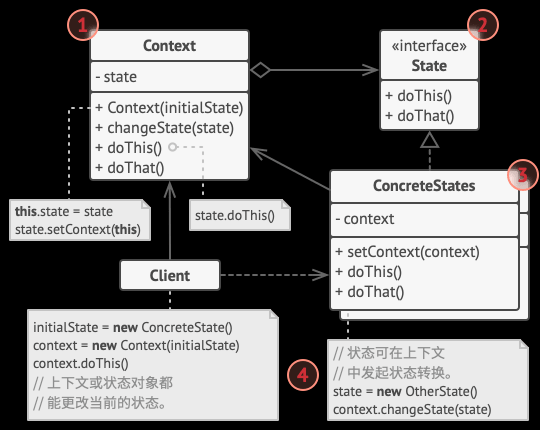 1
Context
- state
+ Context(initialState)
+ changeState(state)
+ doThis()
+ doThat()
2
«interface»
State
+ doThis()
+ doThat()
this.state = state
state.setContext(this)
state.doThis()
3
ConcreteStates
- context
+ setContext(context)
+ doThis()
+ doThat()
Client
initialState = new ConcreteState()
context = new Context(initialState)
context.doThis()
// 上下文或状态对象都
// 能更改当前的状态。
4
// 状态可在上下文
// 中发起状态转换。
state = new OtherState()
context.changeState(state)